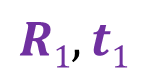 R₁, t₁